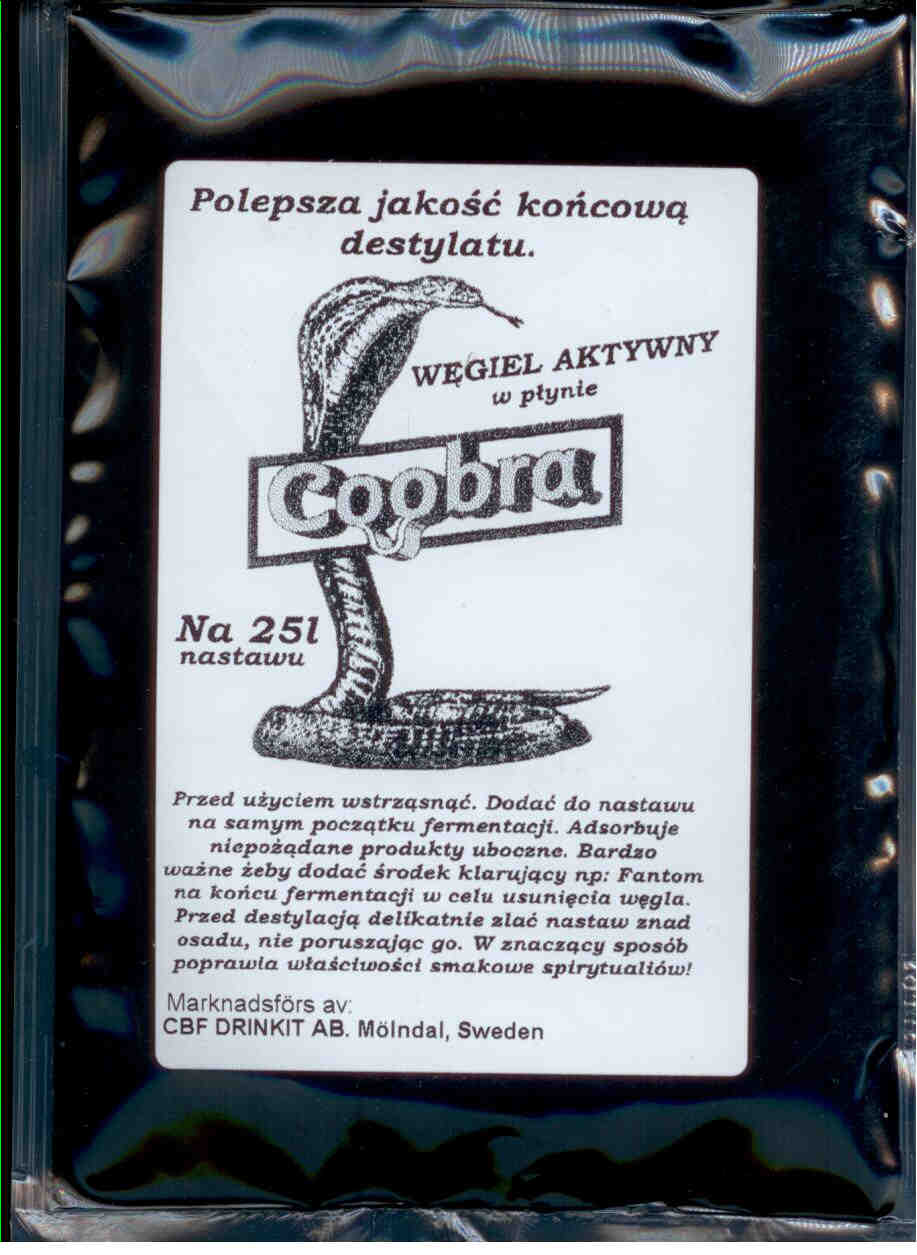 Polepsza jakość końcową
destylatu.
WĘGIEL AKTYWNY
w płynie
Coobra
Na 25l
nastawu
Przed użyciem wstrząsnąć. Dodać do nastawu
na samym początku fermentacji. Adsorbuje
niepożądane produkty uboczne. Bardzo
ważne żeby dodać środek klarujący np: Fantom
na końcu fermentacji w celu usunięcia węgla.
Przed destylacją delikatnie zlać nastaw znad
osadu, nie poruszając go. W znaczący sposób
poprawia właściwości smakowe spirytualiów!
Marknadsförs av:
CBF DRINKIT AB. Mölndal, Sweden